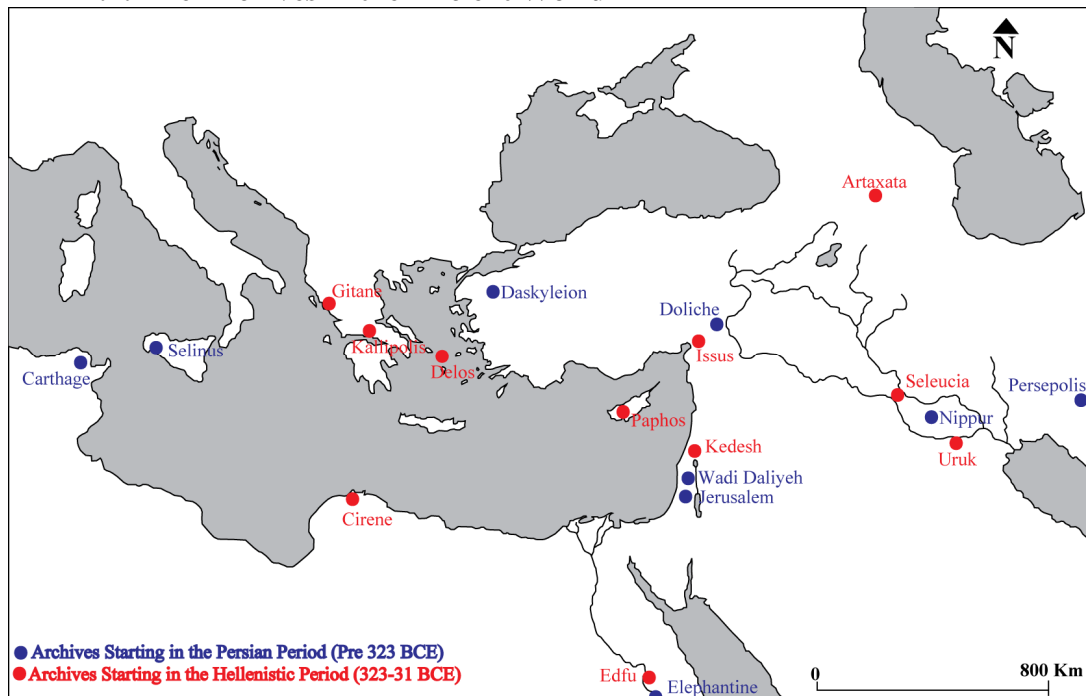 N
Artaxata
Gitane
Daskyleion
Doliche
Selinus
Kallipolis
Issus
Carthage
Delos
Seleucia
Persepolis
Paphos
Nippur
Kedesh
Uruk
Wadi Daliyeh
Jerusalem
Cirene
Archives Starting in the Persian Period (Pre 323 BCE)
Archives Starting in the Hellenistic Period (323-31 BCE)
Edfu
Elephantine
0 800 Km